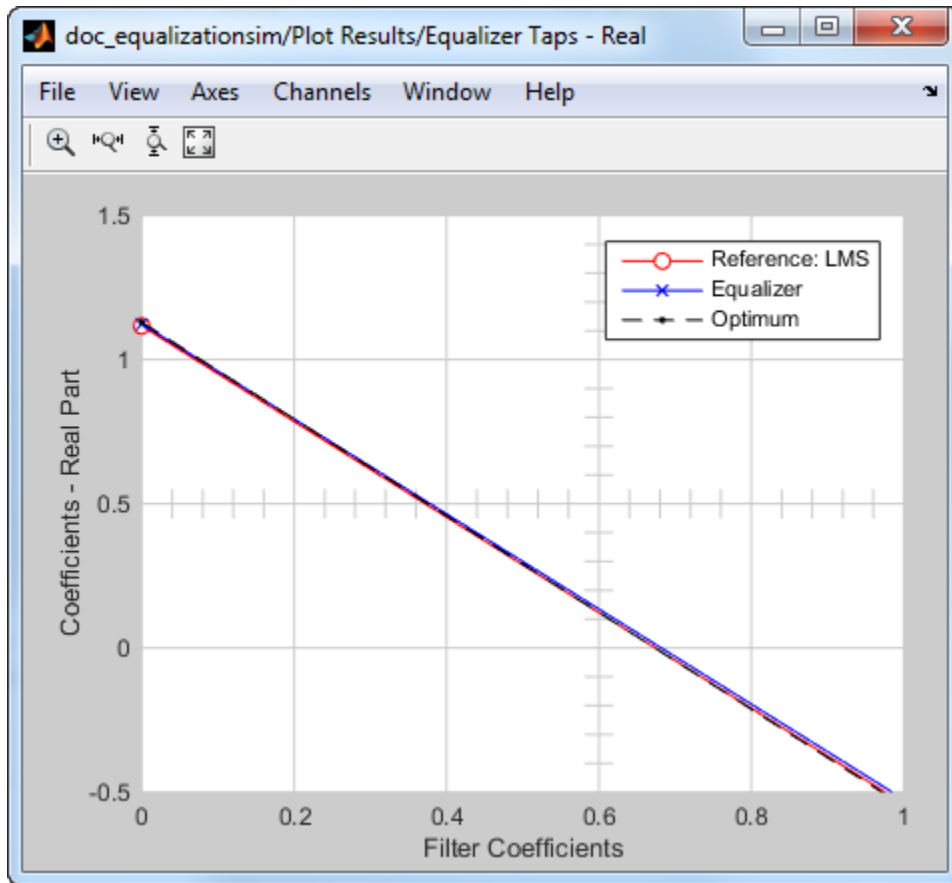 doc_equalizationsim/Plot Results/Equalizer Taps - Real
File View Axes Channels Window Help
1.5
1
0.5
0
-0.5
Coefficients - Real Part
Reference: LMS
Equalizer
Optimum
0 0.2 0.4 0.6 0.8 1
Filter Coefficients